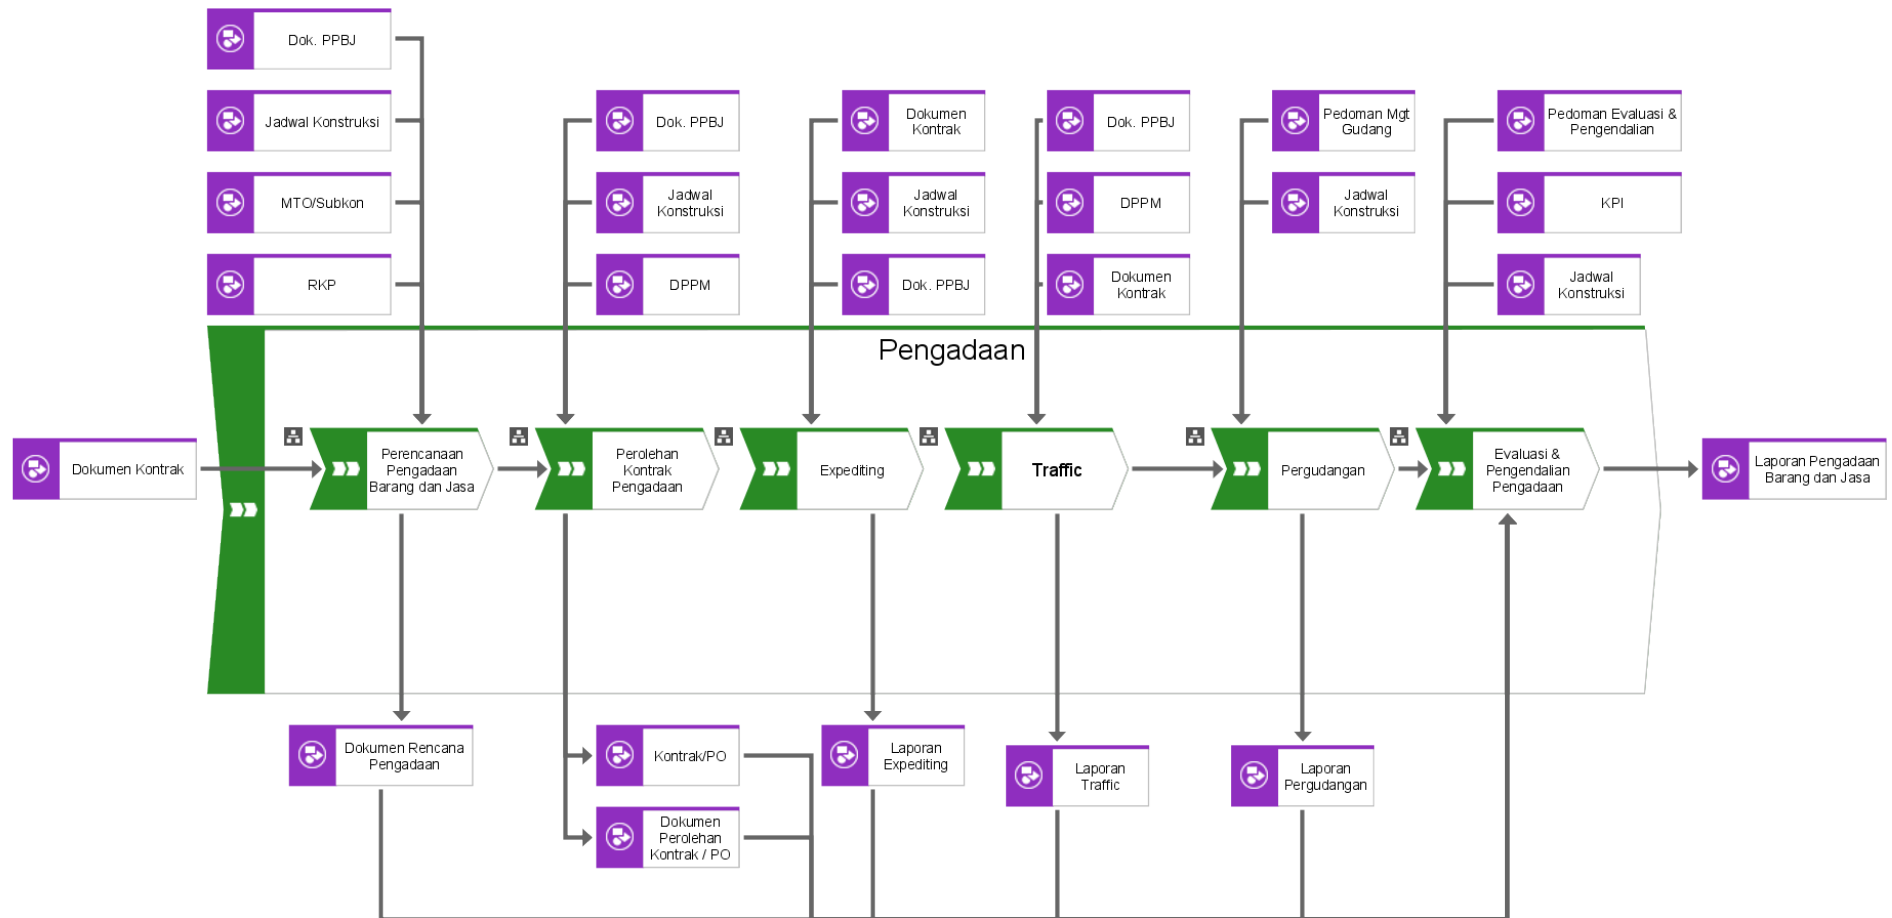 Dok. PPBJ
Jadwal Konstruksi
MTO/Subkon
RKP
Dok. PPBJ
Jadwal
Konstruksi
DPPM
Dokumen
Kontrak
Jadwal
Konstruksi
Dok. PPBJ
Dok. PPBJ
DPPM
Dokumen
Kontrak
Pedoman Mgt
Gudang
Jadwal
Konstruksi
Pedoman Evaluasi &
Pengendalian
KPI
Jadwal
Konstruksi
Pengadaan
Dokumen Kontrak
Perencanaan
Pengadaan
Barang dan Jasa
Perolehan
Kontrak
Pengadaan
Expediting
Traffic
Pergudangan
Evaluasi &
Pengendalian
Pengadaan
Laporan Pengadaan
Barang dan Jasa
Dokumen Rencana
Pengadaan
Kontrak/PO
Dokumen
Perolehan
Kontrak / PO
Laporan
Expediting
Laporan
Traffic
Laporan
Pergudangan